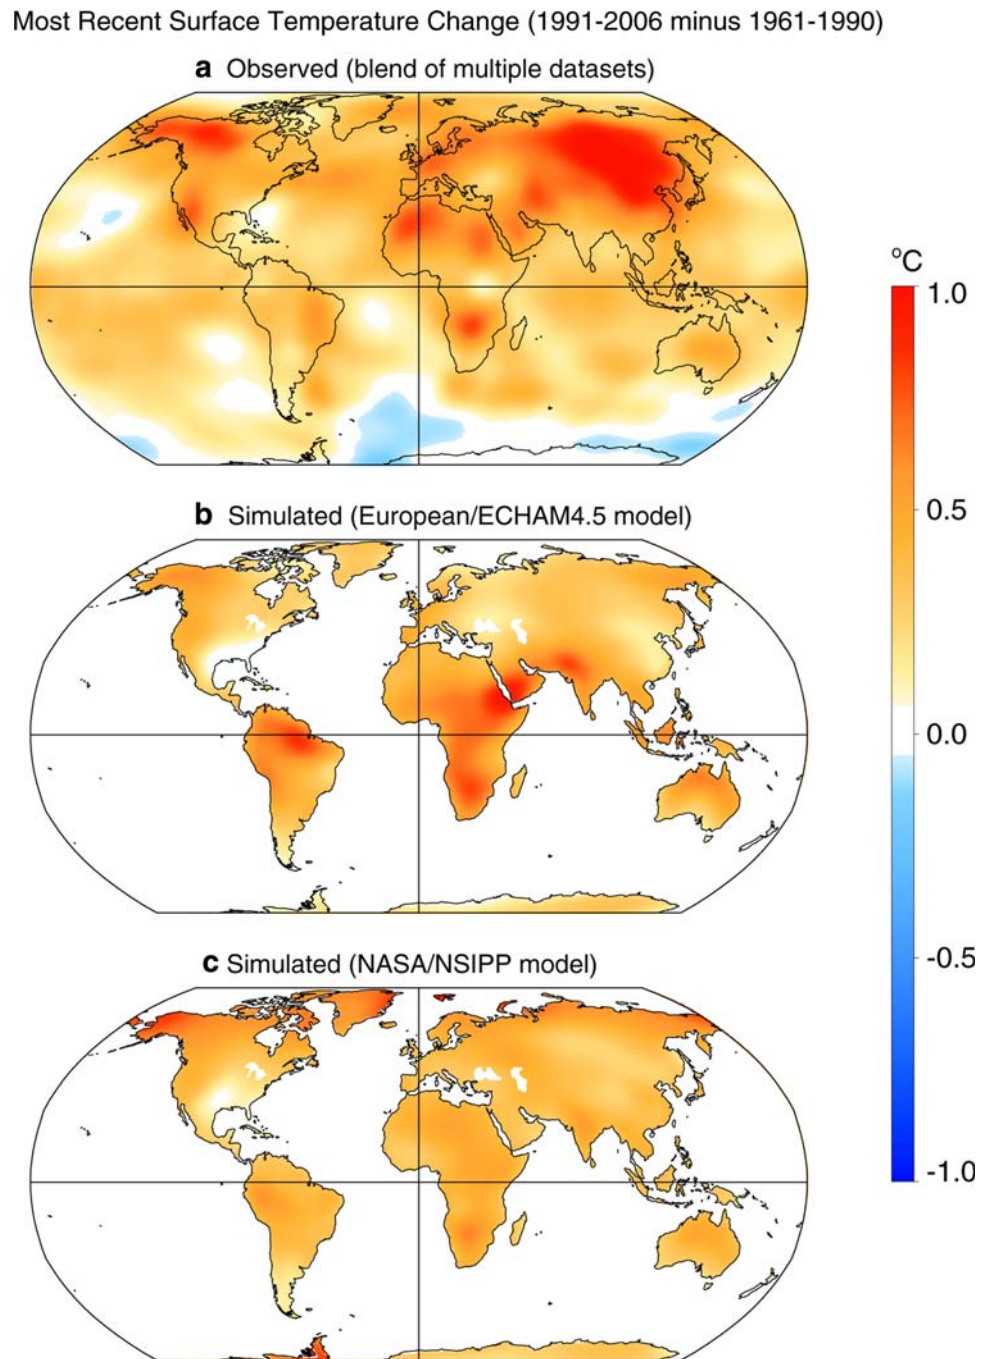 Most Recent Surface Temperature Change (1991-2006 minus 1961-1990)
a Observed (blend of multiple datasets)
b Simulated (European/ECHAM4.5 model)
c Simulated (NASA/NSIPP model)
°C
1.0
0.5
0.0
-0.5
-1.0